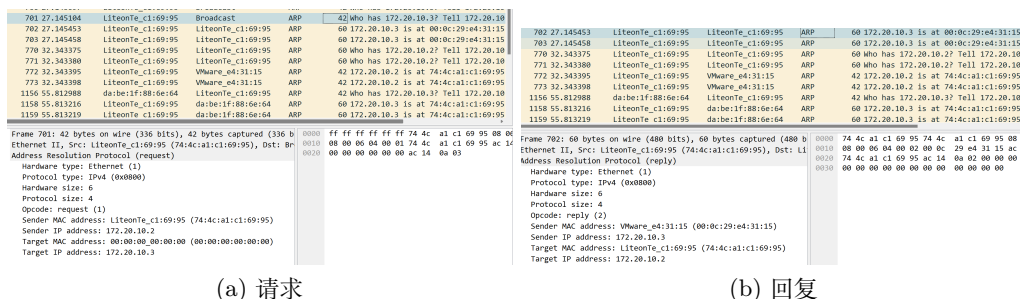 701 27.145104 LiteonTe_c1:69:95 Broadcast ARP 42 Who has 172.20.10.3? Tell 172.20.10
702 27.145453 LiteonTe_c1:69:95 LiteonTe_c1:69:95 ARP 60 172.20.10.3 is at 00:0c:29:e4:31:15
703 27.145458 LiteonTe_c1:69:95 LiteonTe_c1:69:95 ARP 60 172.20.10.3 is at 00:0c:29:e4:31:15
770 32.343375 LiteonTe_c1:69:95 LiteonTe_c1:69:95 ARP 60 Who has 172.20.10.2? Tell 172.20.10
771 32.343380 LiteonTe_c1:69:95 LiteonTe_c1:69:95 ARP 60 Who has 172.20.10.2? Tell 172.20.10
772 32.343395 LiteonTe_c1:69:95 VMware_e4:31:15 ARP 42 172.20.10.2 is at 74:4c:a1:c1:69:95
773 32.343398 LiteonTe_c1:69:95 VMware_e4:31:15 ARP 42 172.20.10.2 is at 74:4c:a1:c1:69:95
1156 55.812988 da:be:1f:88:6e:64 LiteonTe_c1:69:95 ARP 42 Who has 172.20.10.3? Tell 172.20.10
1158 55.813216 LiteonTe_c1:69:95 da:be:1f:88:6e:64 ARP 60 172.20.10.3 is at 74:4c:a1:c1:69:95
1159 55.813219 LiteonTe_c1:69:95 da:be:1f:88:6e:64 ARP 60 172.20.10.3 is at 74:4c:a1:c1:69:95
Frame 701: 42 bytes on wire (336 bits), 42 bytes captured (336 b
Ethernet II, Src: LiteonTe_c1:69:95 (74:4c:a1:c1:69:95), Dst: Br
Address Resolution Protocol (request)
Hardware type: Ethernet (1)
Protocol type: IPv4 (0x0800)
Hardware size: 6
Protocol size: 4
Opcode: request (1)
Sender MAC address: LiteonTe_c1:69:95 (74:4c:a1:c1:69:95)
Sender IP address: 172.20.10.2
Target MAC address: 00:00:00_00:00:00 (00:00:00:00:00:00)
Target IP address: 172.20.10.3
0000 ff ff ff ff ff ff 74 4c a1 c1 69 95 08 06
0010 08 00 06 04 00 01 74 4c a1 c1 69 95 ac 14
0020 00 00 00 00 00 00 ac 14 0a 03
(a) 请求
702 27.145453 LiteonTe_c1:69:95 LiteonTe_c1:69:95 ARP 60 172.20.10.3 is at 00:0c:29:e4:31:15
703 27.145458 LiteonTe_c1:69:95 LiteonTe_c1:69:95 ARP 60 172.20.10.3 is at 00:0c:29:e4:31:15
770 32.343375 LiteonTe_c1:69:95 LiteonTe_c1:69:95 ARP 60 Who has 172.20.10.2? Tell 172.20.10
771 32.343380 LiteonTe_c1:69:95 LiteonTe_c1:69:95 ARP 60 Who has 172.20.10.2? Tell 172.20.10
772 32.343395 LiteonTe_c1:69:95 VMware_e4:31:15 ARP 42 172.20.10.2 is at 74:4c:a1:c1:69:95
773 32.343398 LiteonTe_c1:69:95 VMware_e4:31:15 ARP 42 172.20.10.2 is at 74:4c:a1:c1:69:95
1156 55.812988 da:be:1f:88:6e:64 LiteonTe_c1:69:95 ARP 42 Who has 172.20.10.3? Tell 172.20.10
1158 55.813216 LiteonTe_c1:69:95 da:be:1f:88:6e:64 ARP 60 172.20.10.3 is at 74:4c:a1:c1:69:95
1159 55.813219 LiteonTe_c1:69:95 da:be:1f:88:6e:64 ARP 60 172.20.10.3 is at 74:4c:a1:c1:69:95
Frame 702: 60 bytes on wire (480 bits), 60 bytes captured (480 b
Ethernet II, Src: LiteonTe_c1:69:95 (74:4c:a1:c1:69:95), Dst: Li
Address Resolution Protocol (reply)
Hardware type: Ethernet (1)
Protocol type: IPv4 (0x0800)
Hardware size: 6
Protocol size: 4
Opcode: reply (2)
Sender MAC address: VMware_e4:31:15 (00:0c:29:e4:31:15)
Sender IP address: 172.20.10.3
Target MAC address: LiteonTe_c1:69:95 (74:4c:a1:c1:69:95)
Target IP address: 172.20.10.2
0000 74 4c a1 c1 69 95 74 4c a1 c1 69 95 08
0010 08 00 06 04 00 02 00 0c 29 e4 31 15 ac
0020 74 4c a1 c1 69 95 ac 14 0a 02 00 00 00
0030 00 00 00 00 00 00 00 00 00 00 00 00
(b) 回复